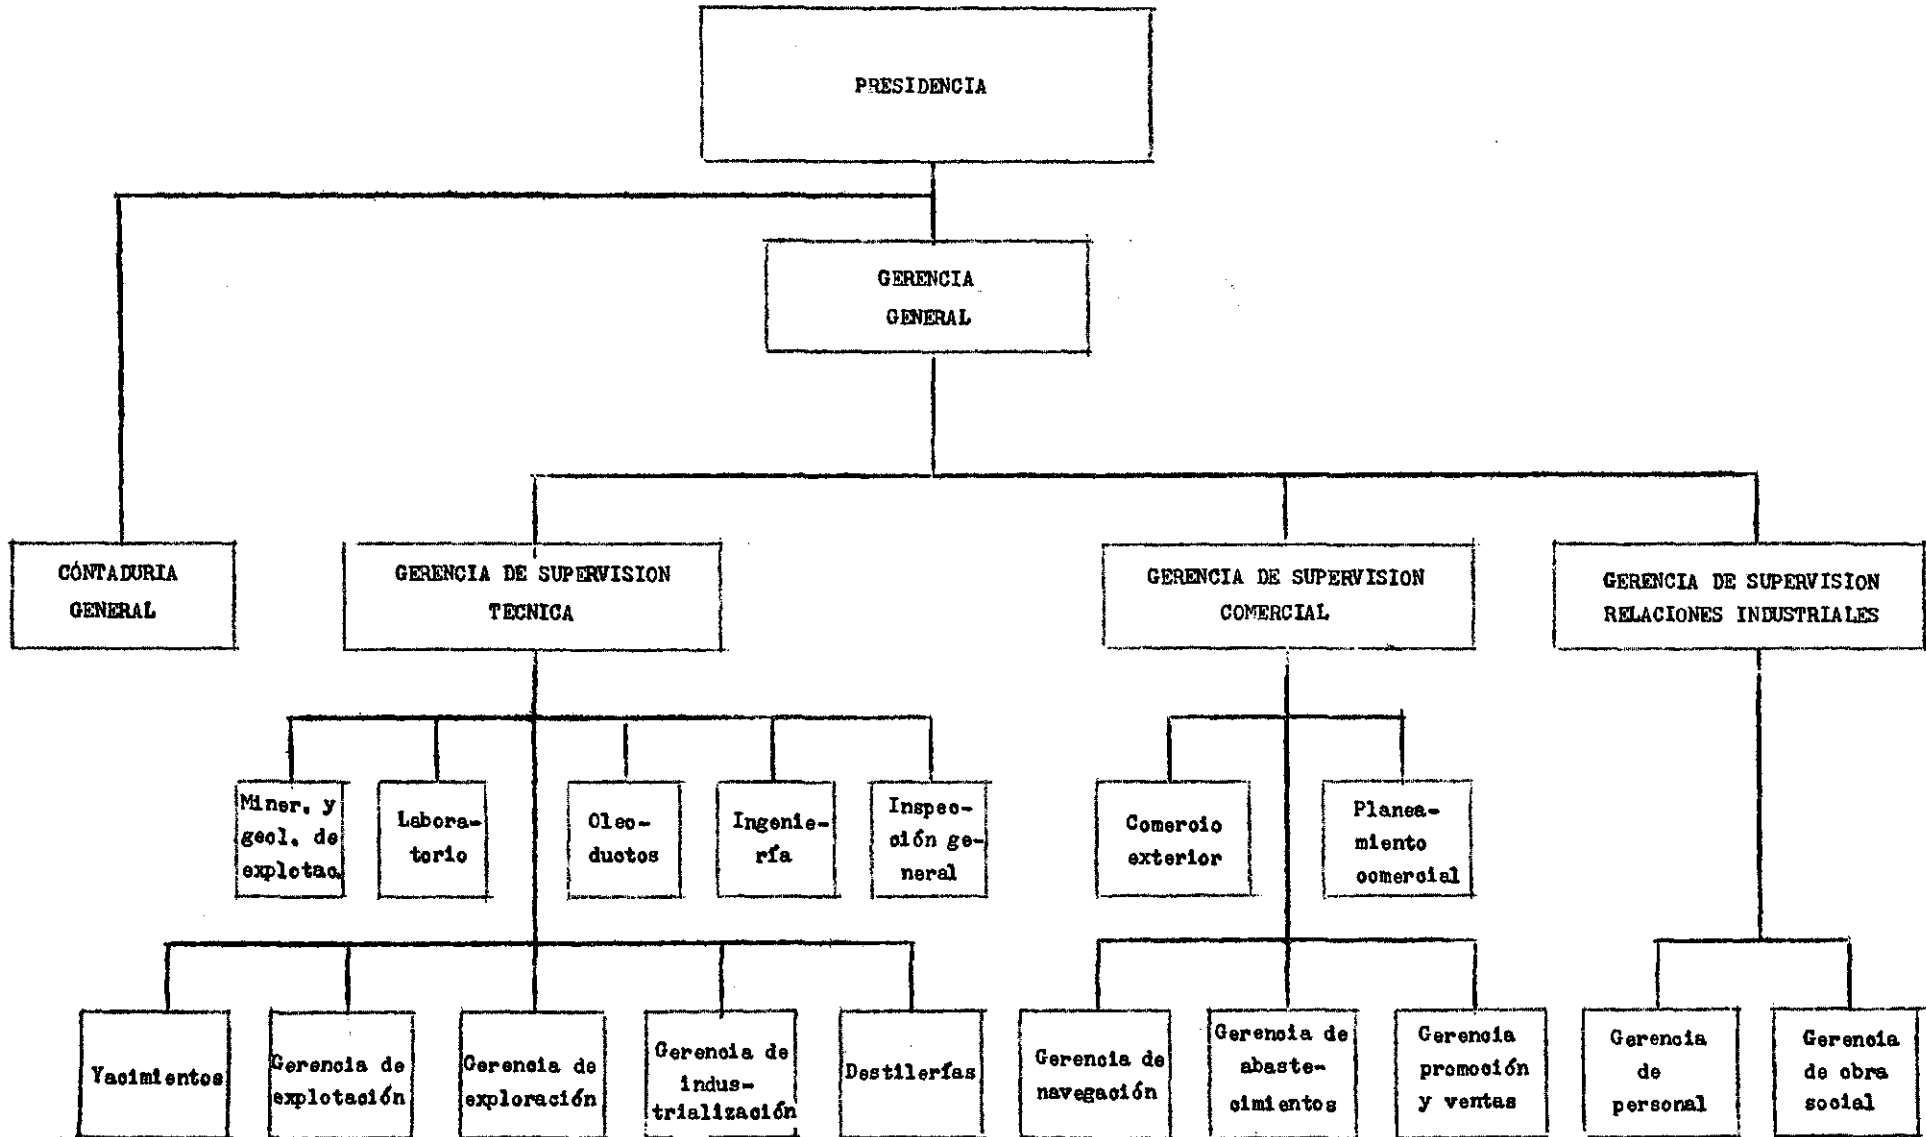 PRESIDENCIA
GERENCIA
GENERAL
CÓNTADURIA
GENERAL
GERENCIA DE SUPERVISION
TECNICA
GERENCIA DE SUPERVISION
COMERCIAL
GERENCIA DE SUPERVISION
RELACIONES INDUSTRIALES
Miner. y
geol. de
explotac.
Labora-
torio
Oleo-
ductos
Ingenie-
ría
Inspec-
ción ge-
neral
Comercio
exterior
Planea-
miento
comercial
Yacimientos
Gerencia de
explotación
Gerencia de
exploración
Gerencia de
indus-
trialización
Destilerías
Gerencia de
navegación
Gerencia de
abaste-
cimientos
Gerencia
promoción
y ventas
Gerencia
de
personal
Gerencia
de obra
social